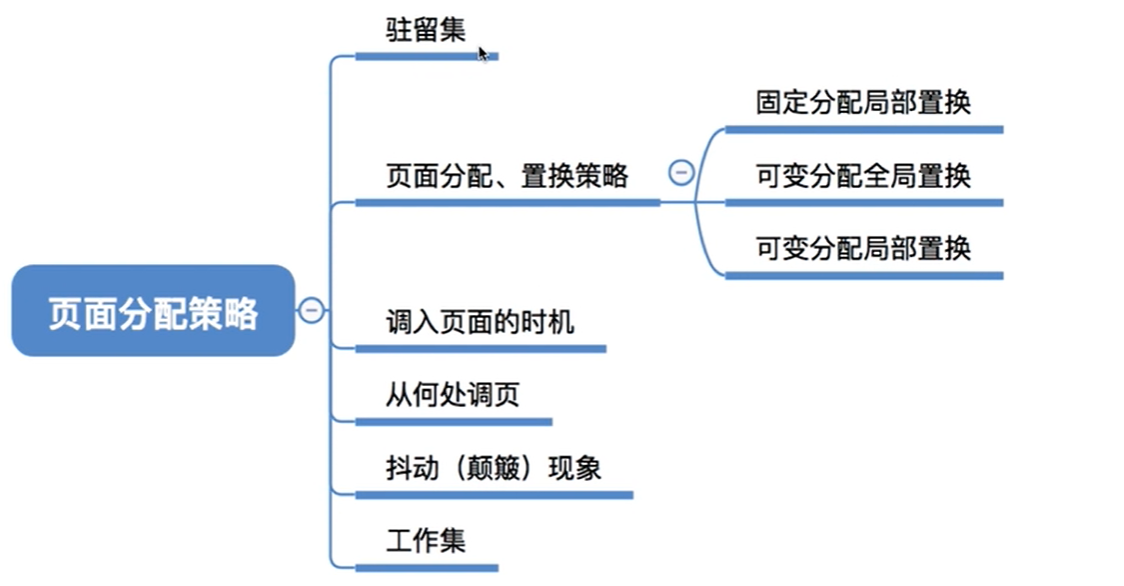 页面分配策略
驻留集
页面分配、置换策略
固定分配局部置换
可变分配全局置换
可变分配局部置换
调入页面的时机
从何处调页
抖动（颠簸）现象
工作集